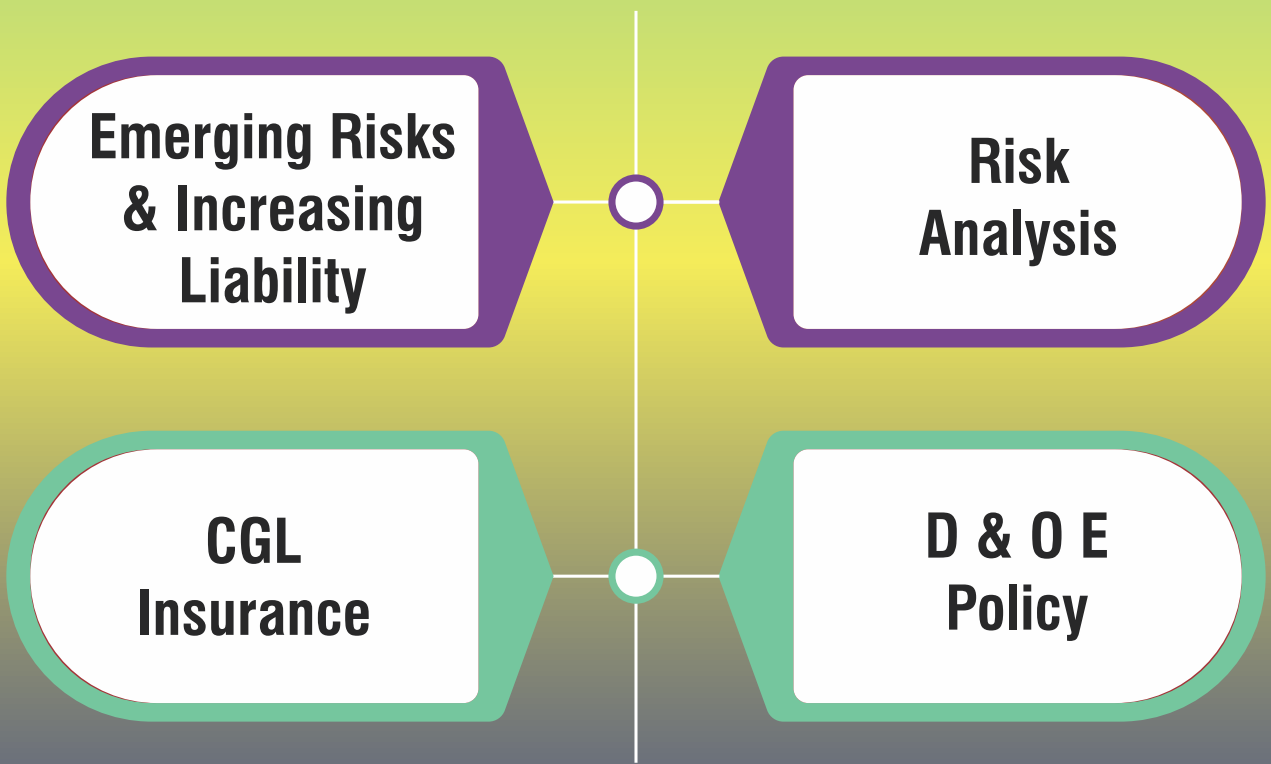 Emerging Risks
& Increasing
Liability
Risk
Analysis
CGL
Insurance
D & O E
Policy